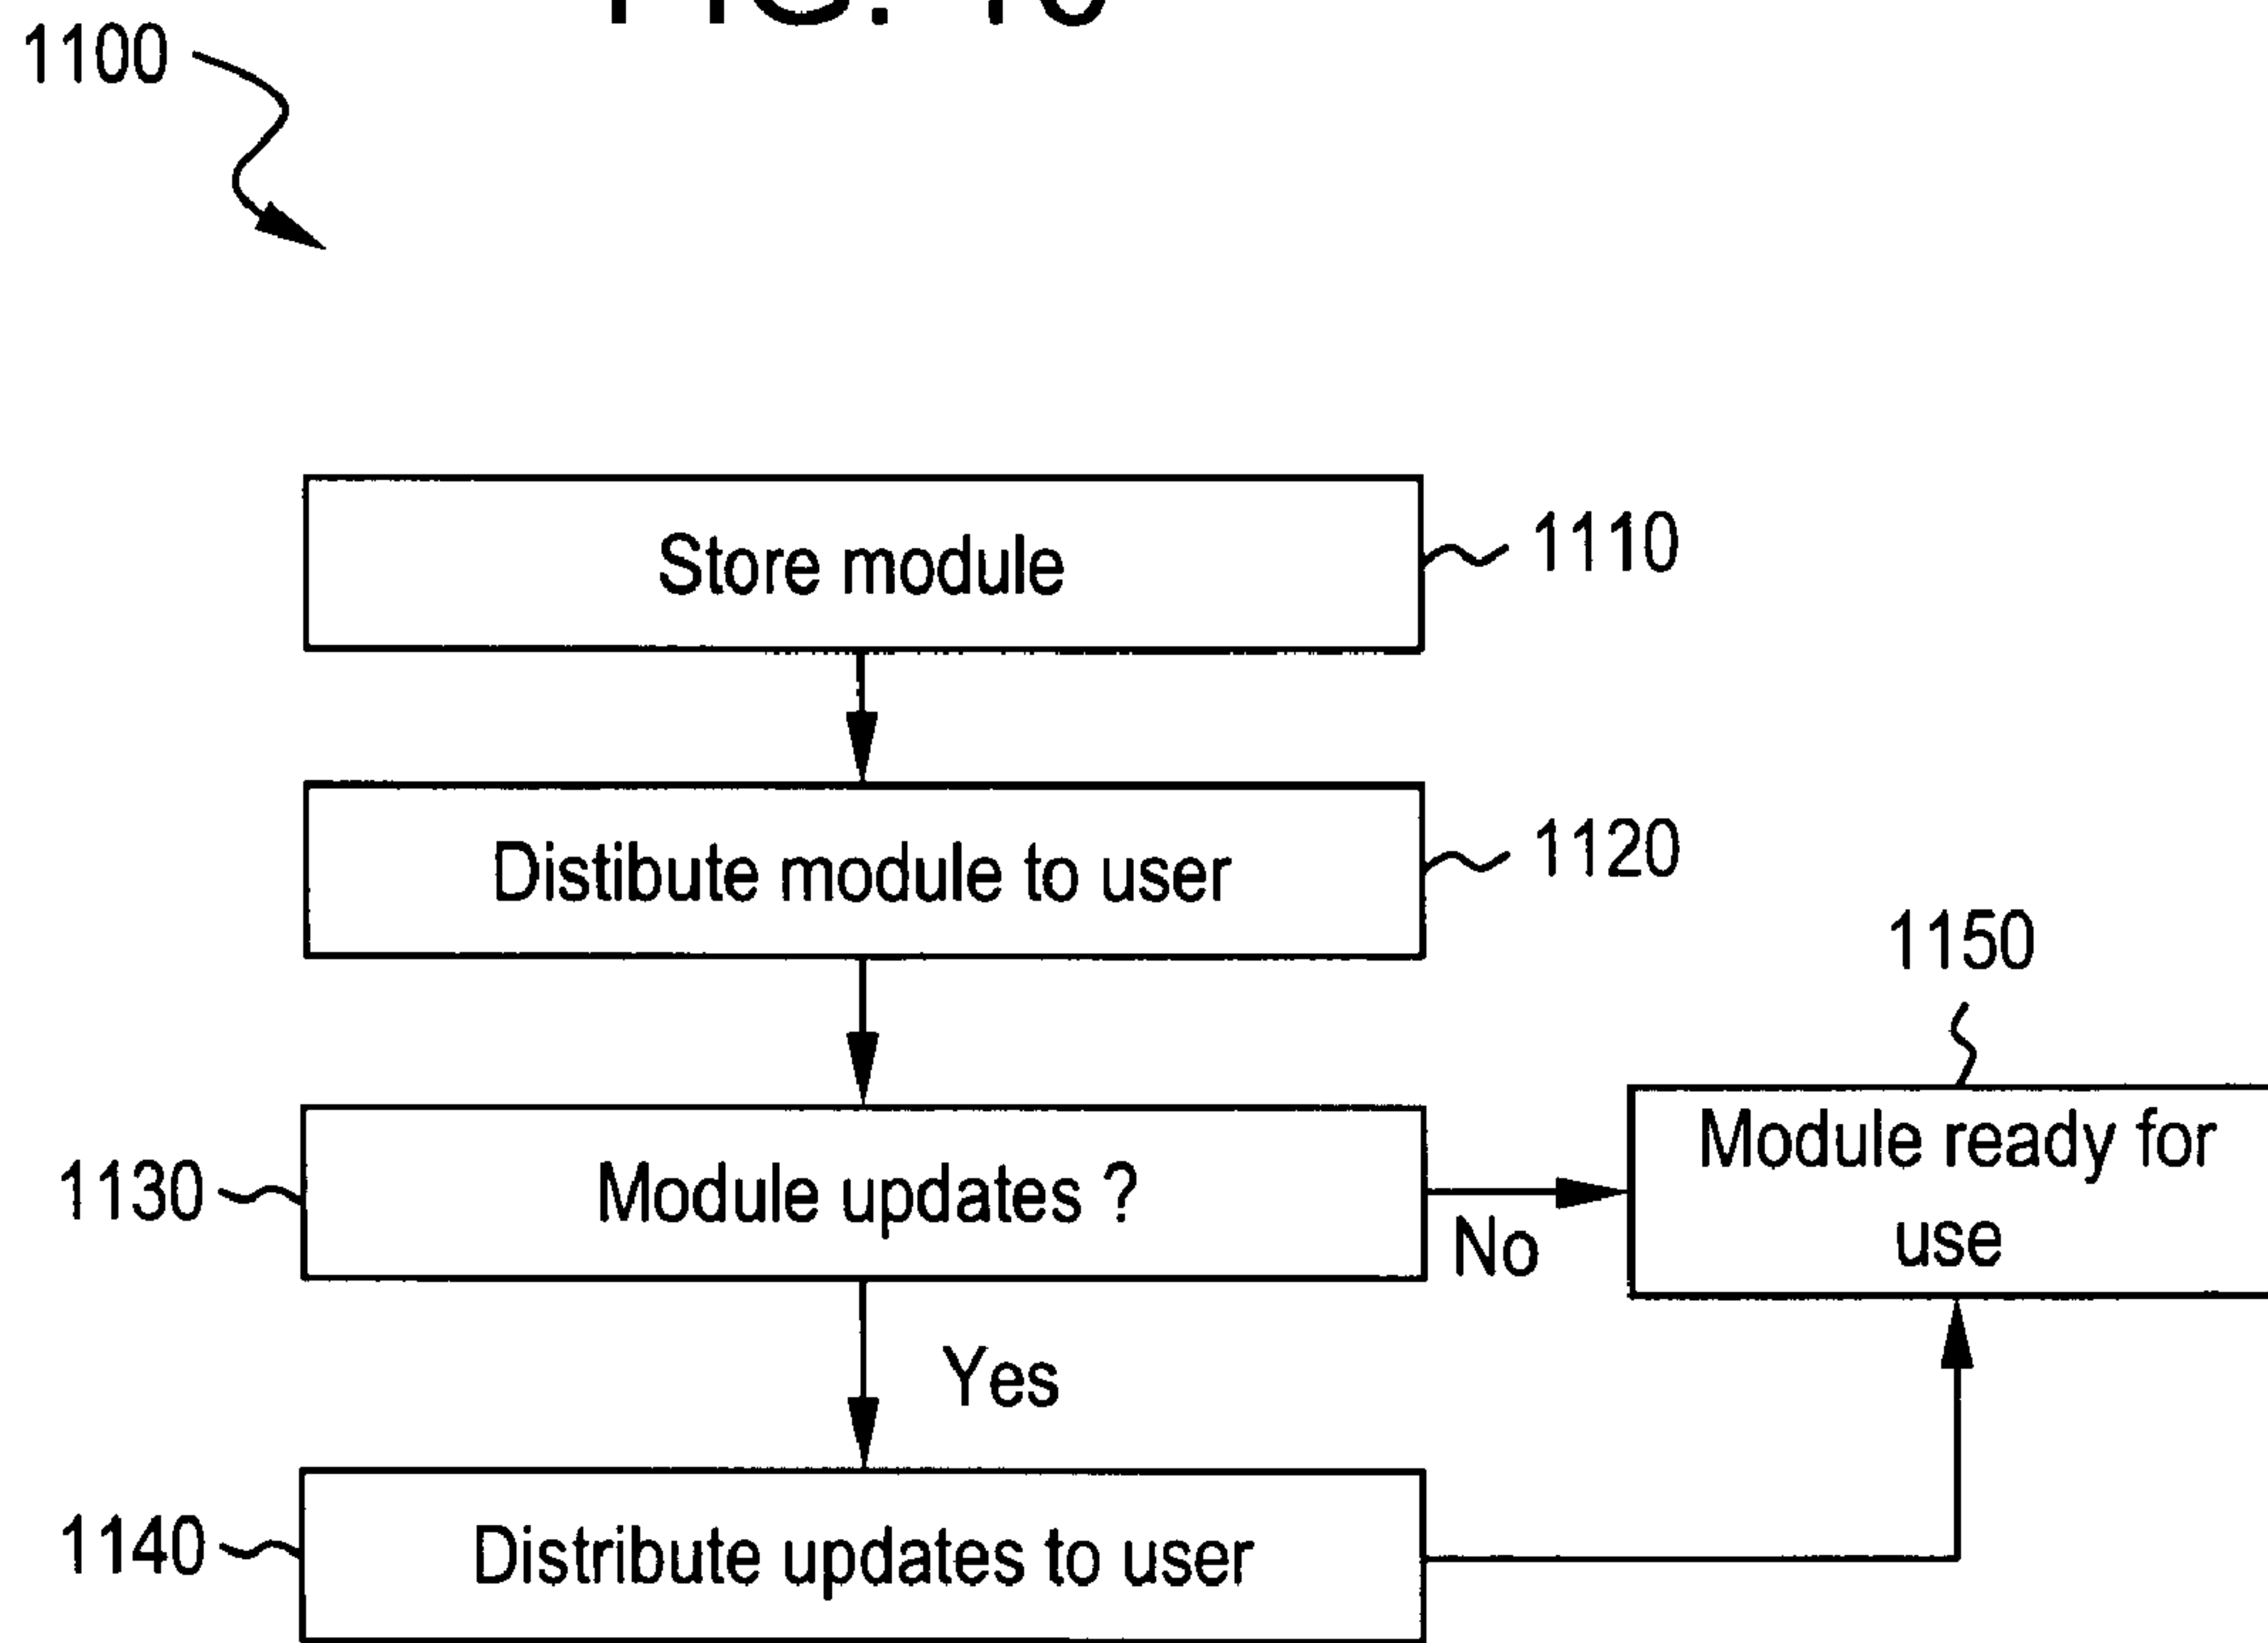 1100
Store module
1110
Distibute module to user
1120
1150
1130
Module updates ?
No
Module ready for
use
Yes
1140
Distribute updates to user